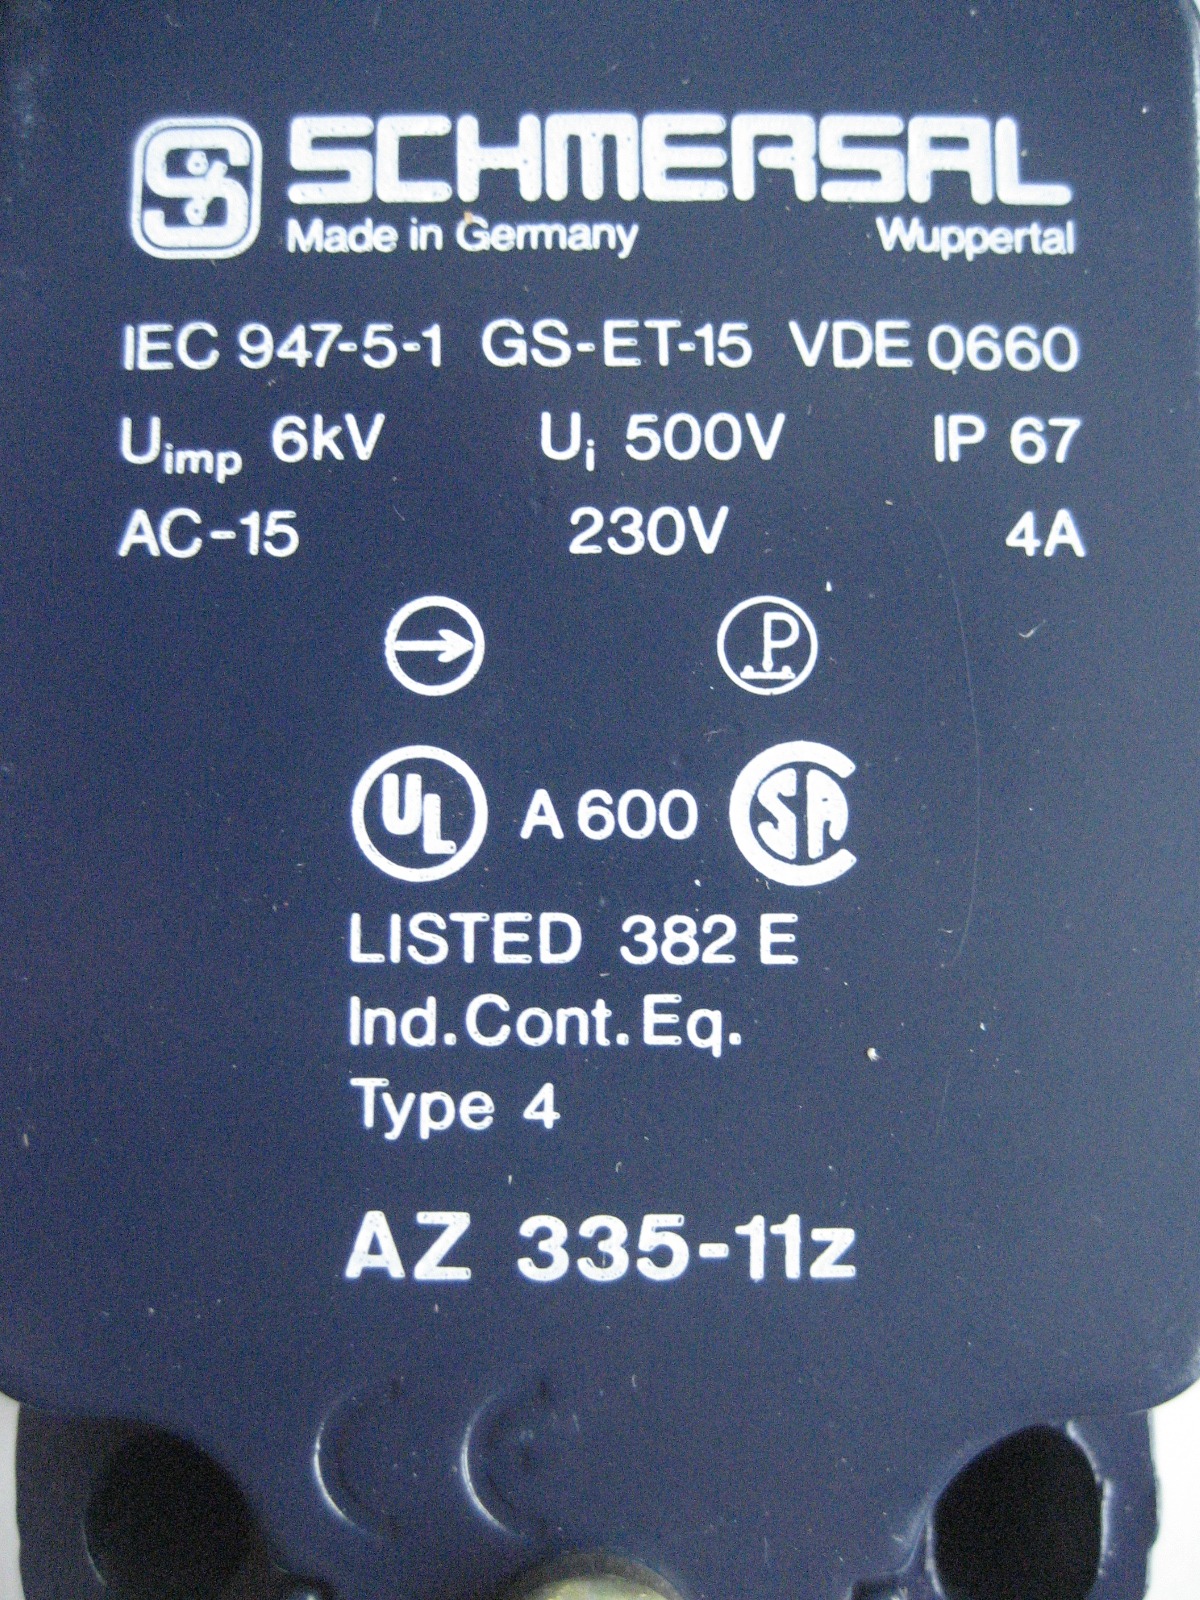 S SCHMERSAL
Made in Germany Wuppertal
IEC 947-5-1 GS-ET-15 VDE 0660
Uimp 6kV Ui 500V IP 67
AC-15 230V 4A
P
UL A 600 CSA
LISTED 382 E
Ind. Cont. Eq.
Type 4
AZ 335-11z